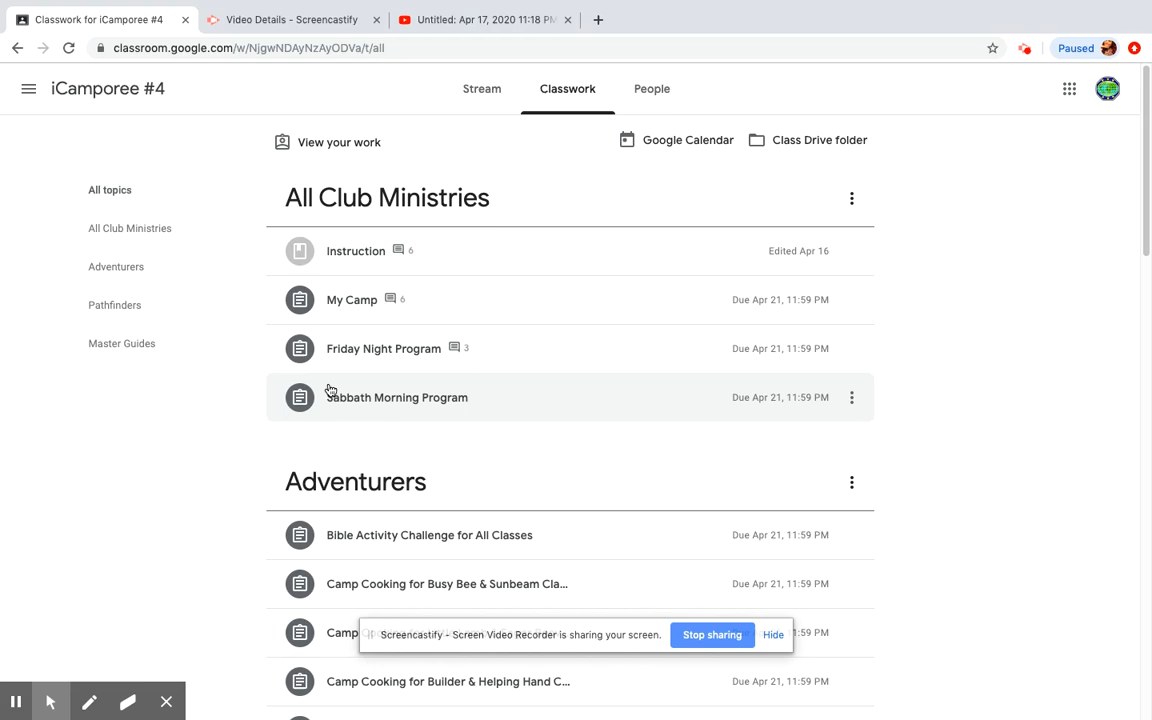 Classwork for iCamporee #4
Video Details - Screencastify
Untitled: Apr 17, 2020 11:18 PM
classroom.google.com/w/NjgwNDAyNzAyODVa/t/all
Paused
iCamporee #4
Stream
Classwork
People
View your work
Google Calendar
Class Drive folder
All topics
All Club Ministries
Adventurers
Pathfinders
Master Guides
All Club Ministries
Instruction 6 Edited Apr 16
My Camp 6 Due Apr 21, 11:59 PM
Friday Night Program 3 Due Apr 21, 11:59 PM
Sabbath Morning Program Due Apr 21, 11:59 PM
Adventurers
Bible Activity Challenge for All Classes Due Apr 21, 11:59 PM
Camp Cooking for Busy Bee & Sunbeam Cla... Due Apr 21, 11:59 PM
Camp 1:59 PM
Screencastify - Screen Video Recorder is sharing your screen. Stop sharing Hide
Camp Cooking for Builder & Helping Hand C... Due Apr 21, 11:59 PM